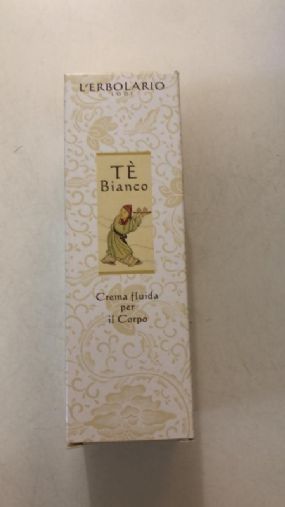 L'ERBOLARIO
LODI
TÈ
Bianco
Crema fluida
per
il Corpo